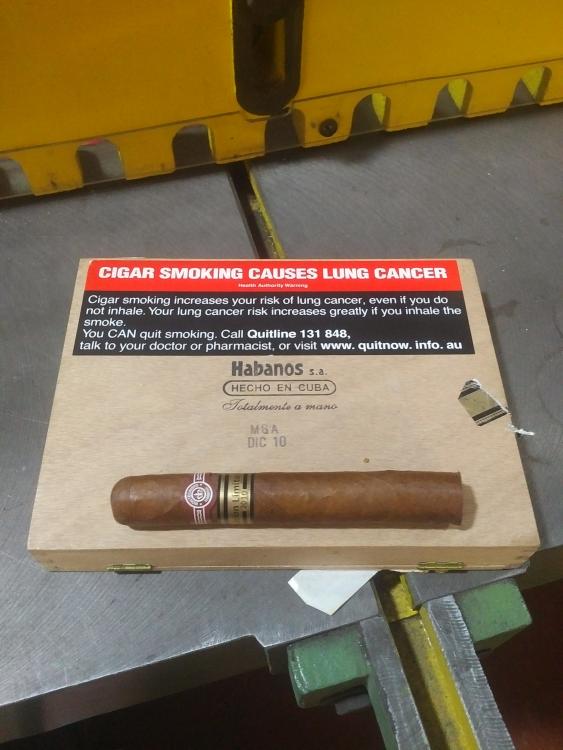 CIGAR SMOKING CAUSES LUNG CANCER
Health Authority Warning
Cigar smoking increases your risk of lung cancer, even if you do
not inhale. Your lung cancer risk increases greatly if you inhale the
smoke.
You CAN quit smoking. Call Quitline 131 848,
talk to your doctor or pharmacist, or visit www. quitnow. info. au
Habanos s.a.
HECHO EN CUBA
Totalmente a mano
MSA
DIC 10
2010